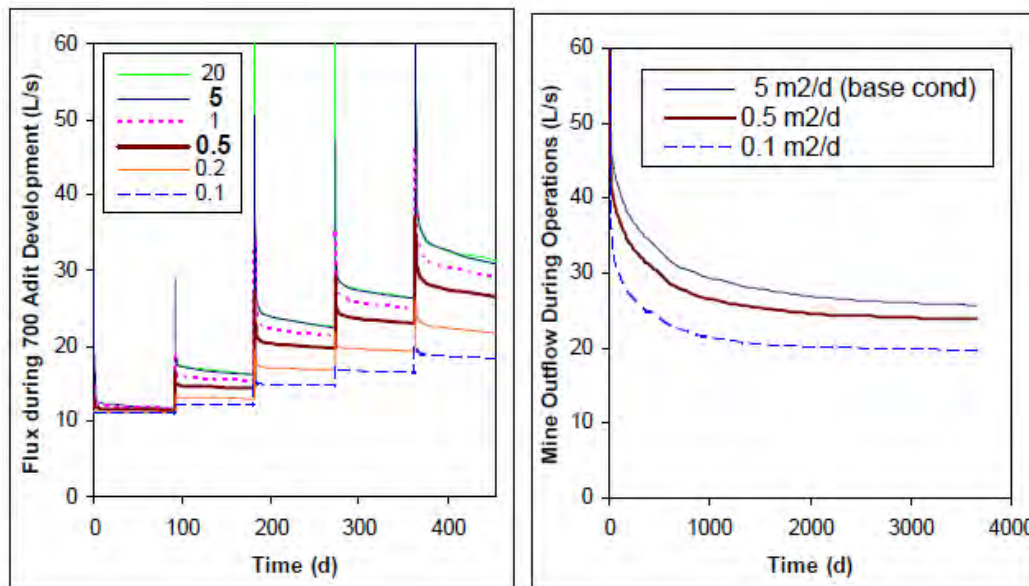 Flux during 700 Adit Development (L/s)
60
50
40
30
20
10
0
20
5
1
0.5
0.2
0.1
0 100 200 300 400
Time (d)
Mine Outflow During Operations (L/s)
60
50
40
30
20
10
0
5 m2/d (base cond)
0.5 m2/d
0.1 m2/d
0 1000 2000 3000 4000
Time (d)